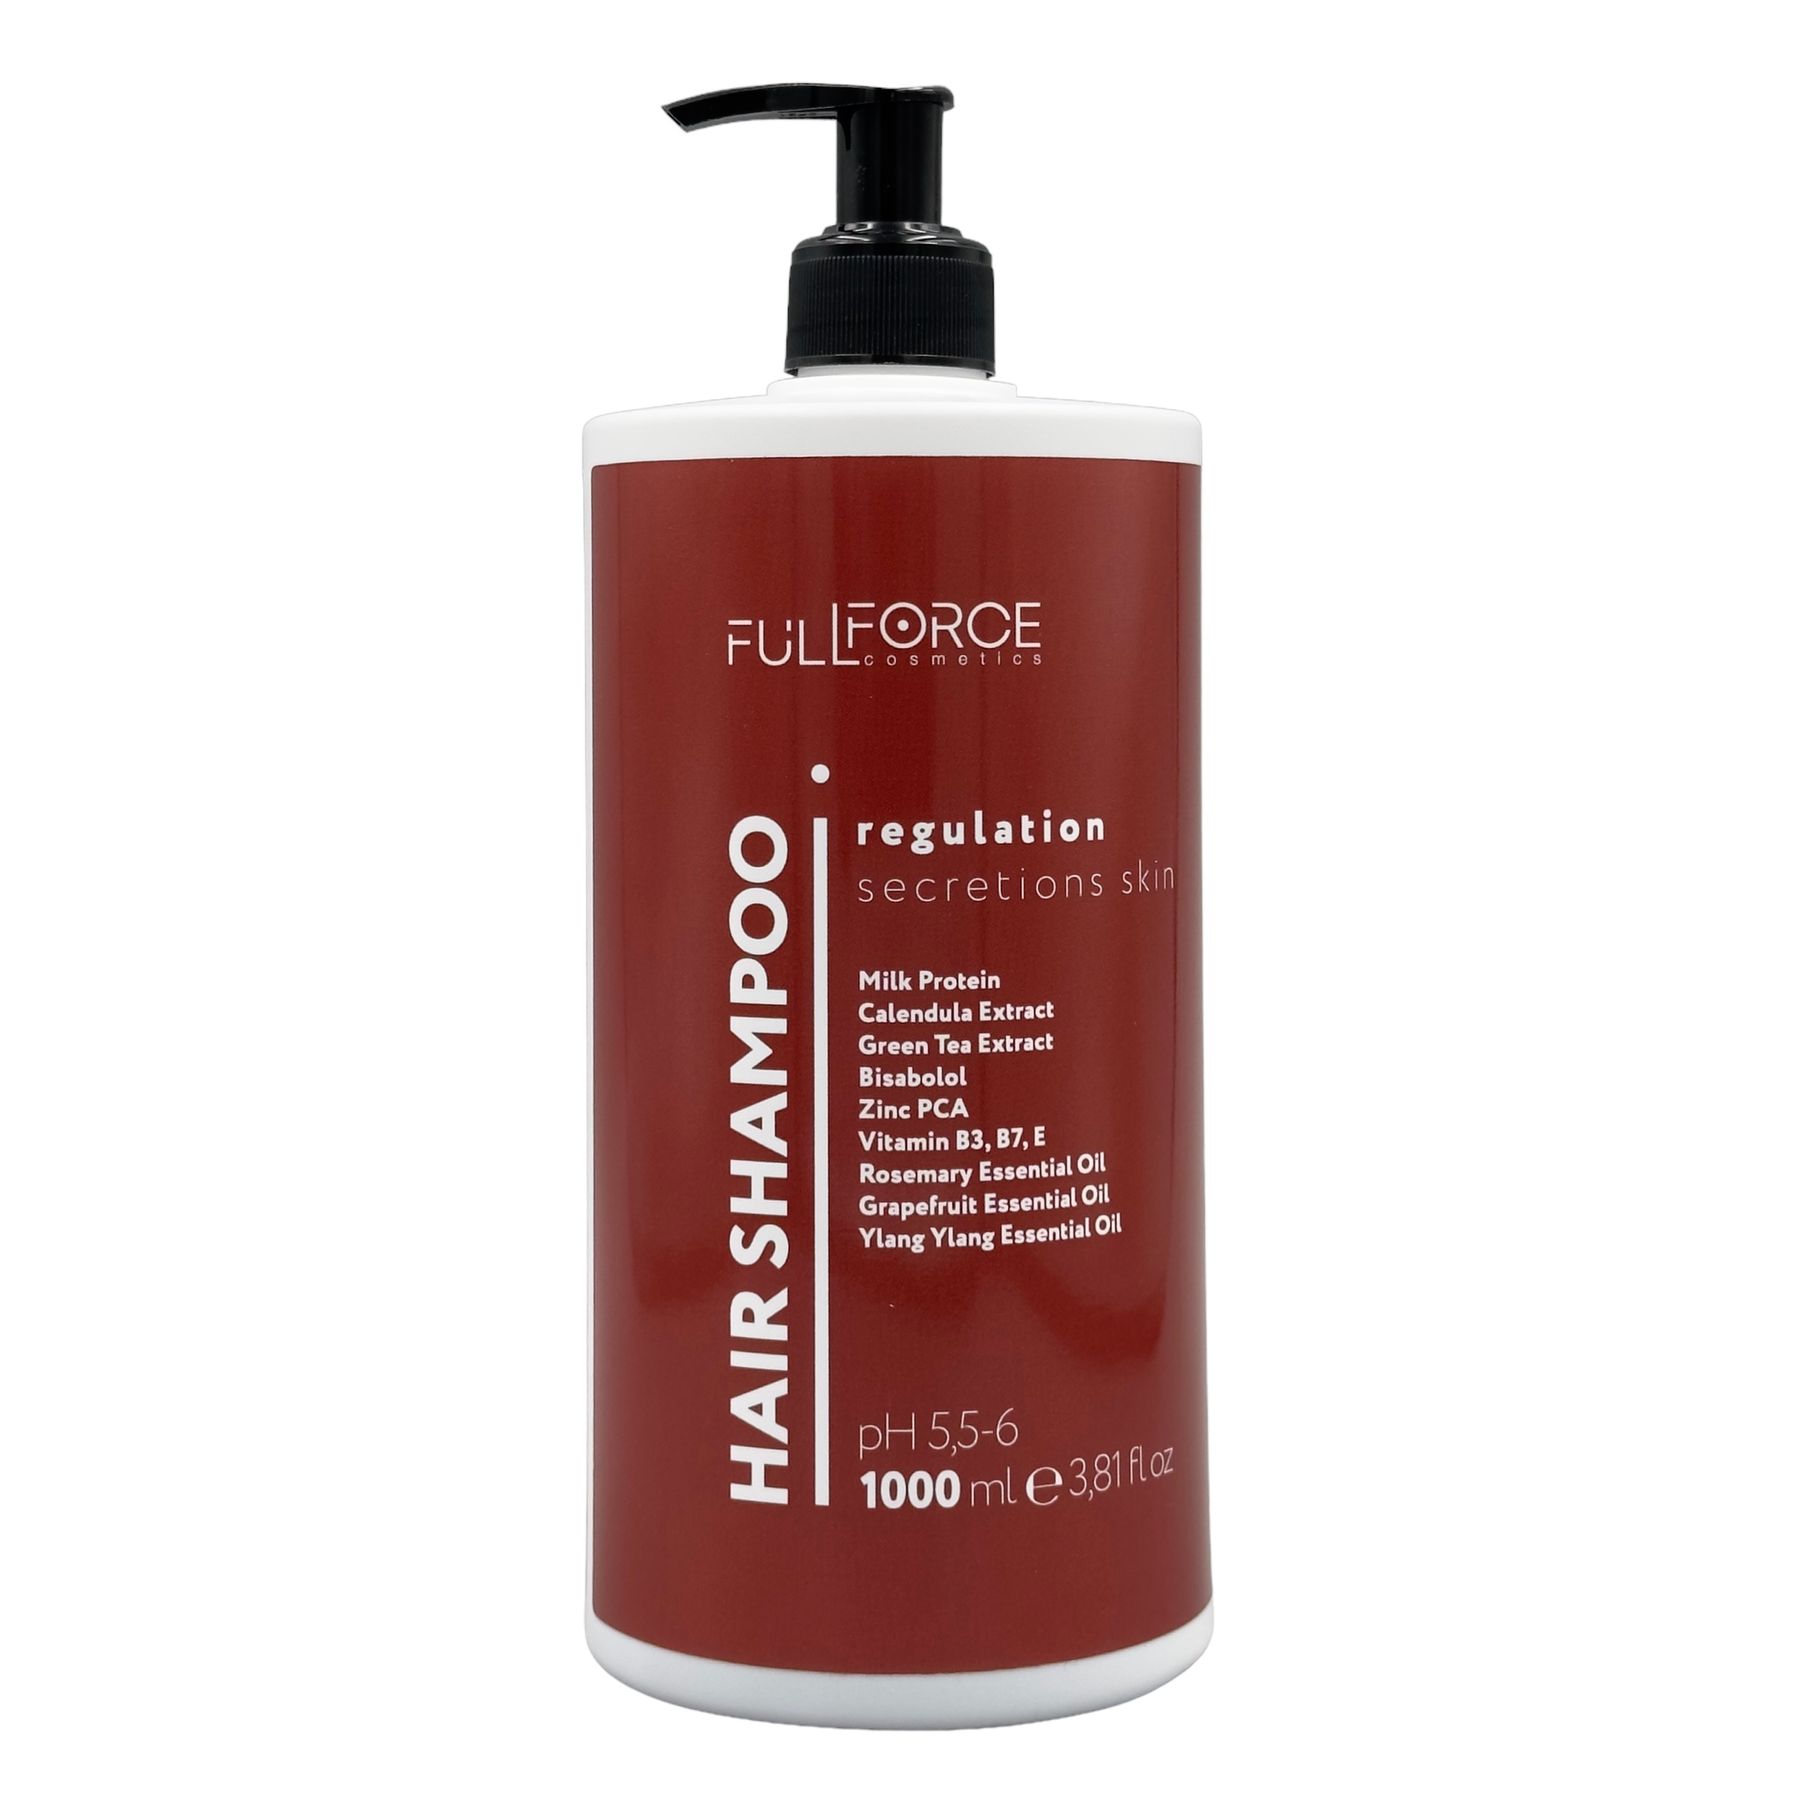 FULLFORCE
cosmetics
HAIR SHAMPOO
regulation
secretions skin
Milk Protein
Calendula Extract
Green Tea Extract
Bisabolol
Zinc PCA
Vitamin B3, B7, E
Rosemary Essential Oil
Grapefruit Essential Oil
Ylang Ylang Essential Oil
pH 5,5-6
1000 ml ℮ 3,81 fl oz